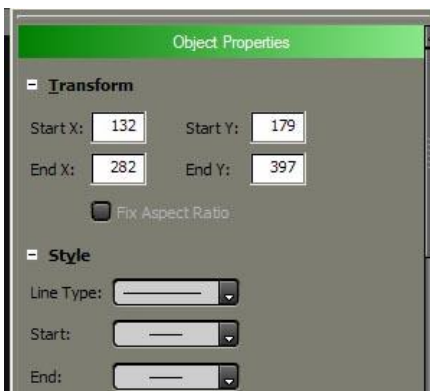 Object Properties
Transform
Start X: 132 Start Y: 179
End X: 282 End Y: 397
Fix Aspect Ratio
Style
Line Type:
Start:
End: